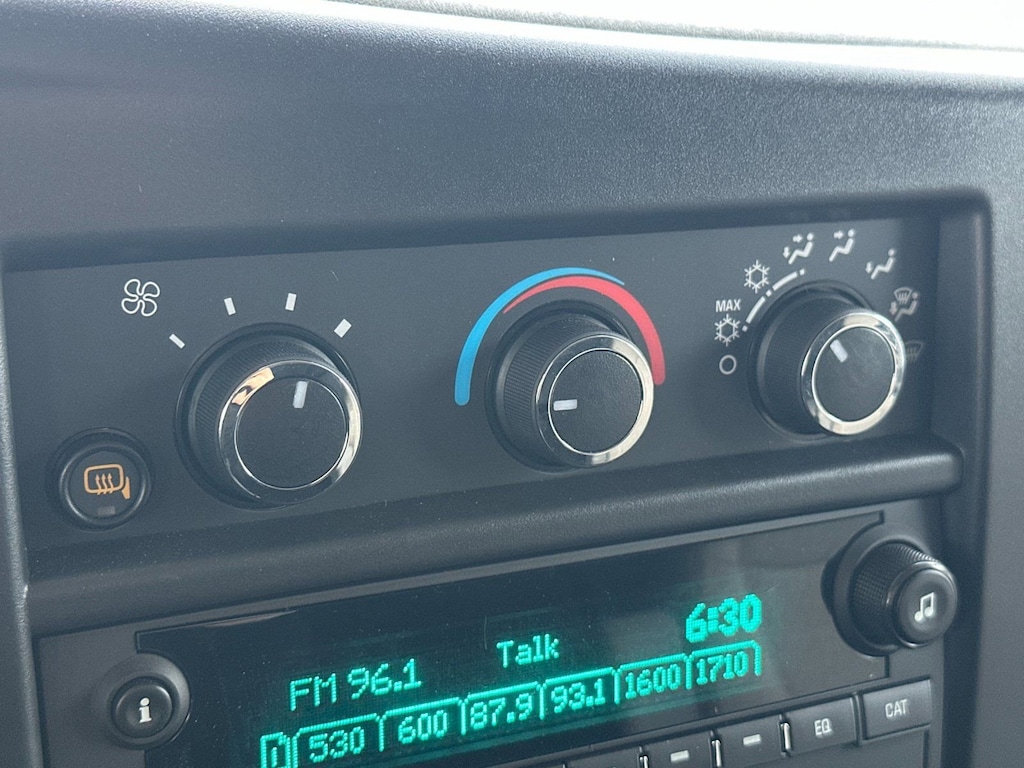 MAX
6:30
FM 96.1 Talk
530 600 87.9 93.1 1600 1710
i
EQ CAT